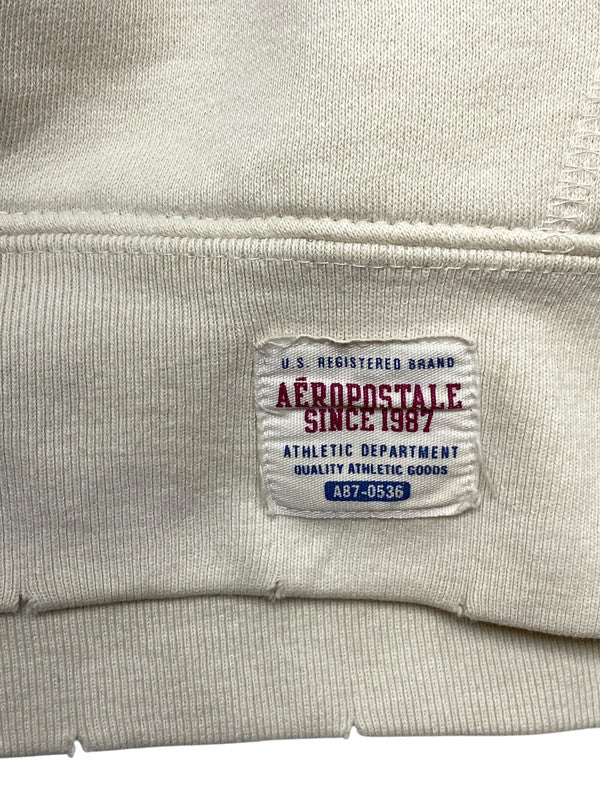 U.S. REGISTERED BRAND
AÉROPOSTALE
SINCE 1987
ATHLETIC DEPARTMENT
QUALITY ATHLETIC GOODS
A87-0536